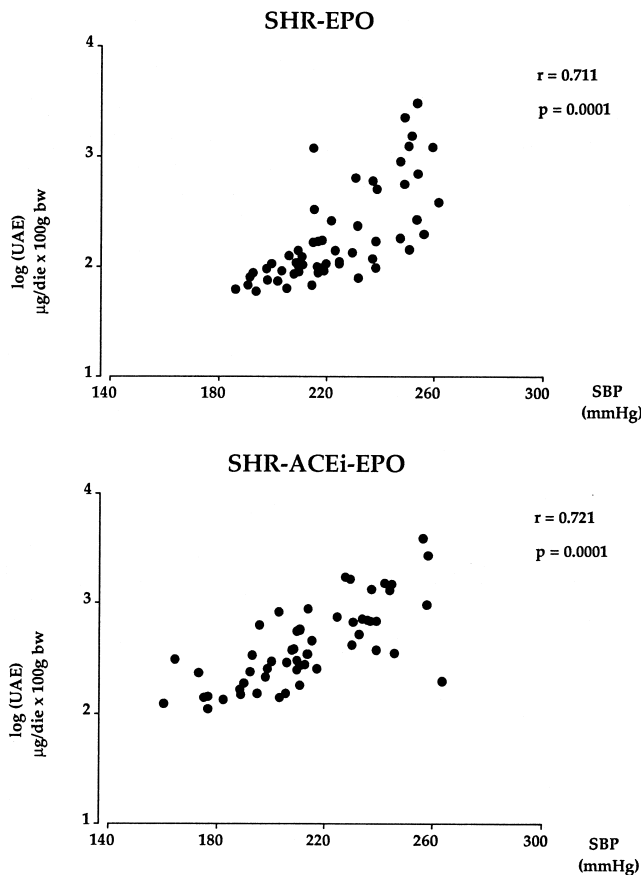 SHR-EPO
4
3
2
1
log (UAE)
µg/die x 100g bw
r = 0.711
p = 0.0001
140 180 220 260 300
SBP
(mmHg)
SHR-ACEi-EPO
4
3
2
1
log (UAE)
µg/die x 100g bw
r = 0.721
p = 0.0001
140 180 220 260 300
SBP
(mmHg)